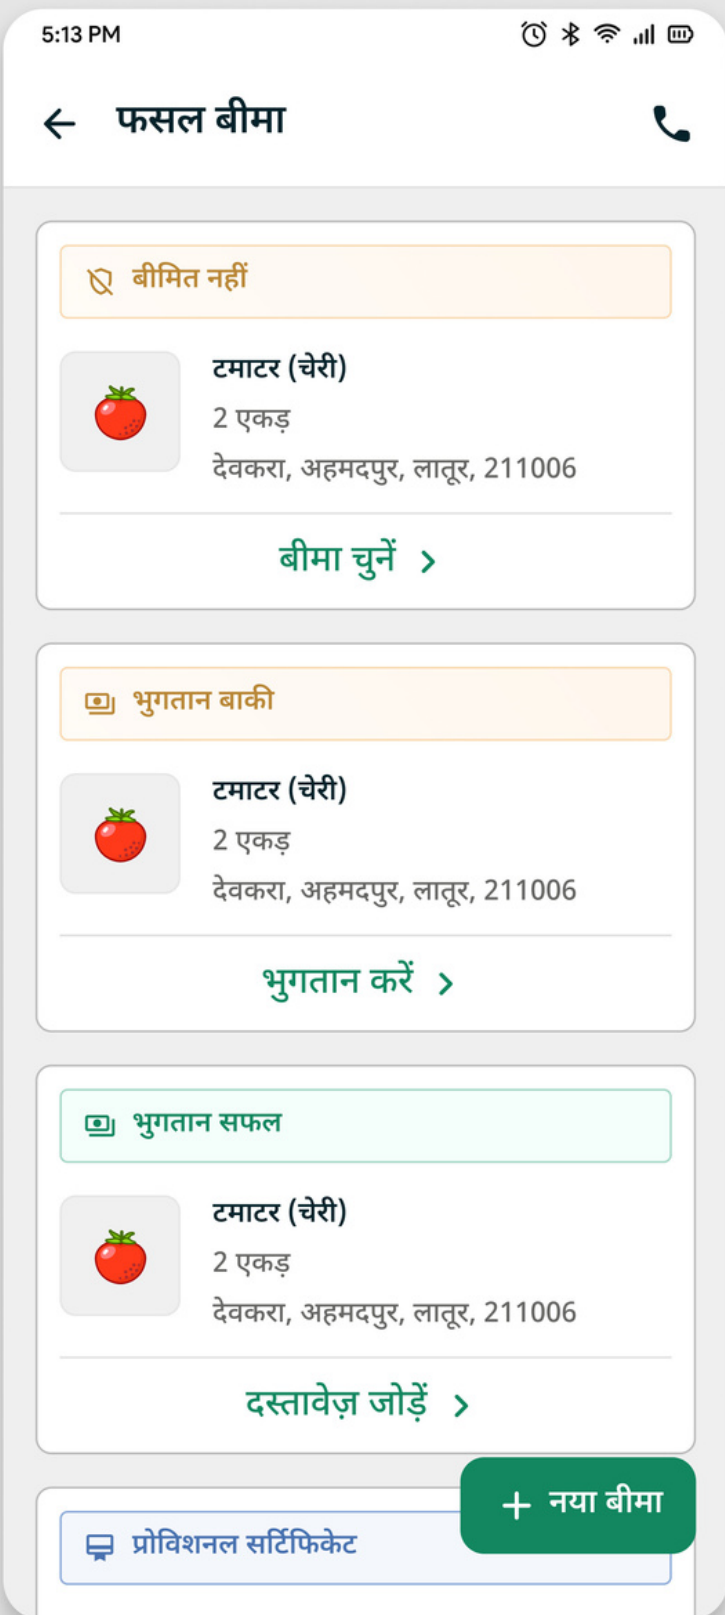 5:13 PM
फसल बीमा
बीमित नहीं
टमाटर (चेरी)
2 एकड़
देवकरा, अहमदपुर, लातूर, 211006
बीमा चुनें
भुगतान बाकी
टमाटर (चेरी)
2 एकड़
देवकरा, अहमदपुर, लातूर, 211006
भुगतान करें
भुगतान सफल
टमाटर (चेरी)
2 एकड़
देवकरा, अहमदपुर, लातूर, 211006
दस्तावेज़ जोड़ें
+ नया बीमा
प्रोविशनल सर्टिफिकेट